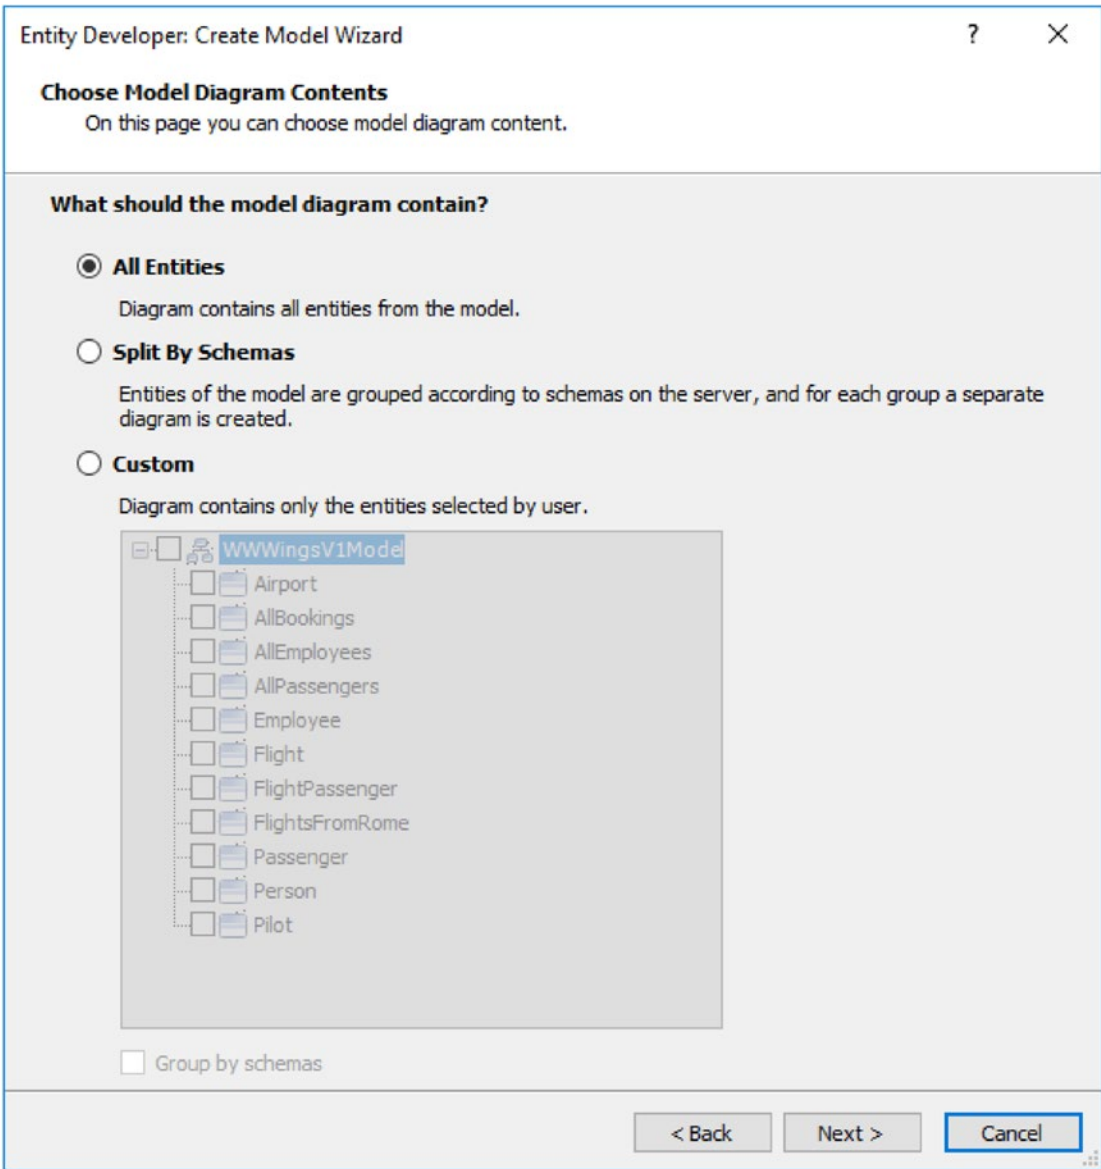 Entity Developer: Create Model Wizard
?
Choose Model Diagram Contents
On this page you can choose model diagram content.
What should the model diagram contain?
All Entities
Diagram contains all entities from the model.
Split By Schemas
Entities of the model are grouped according to schemas on the server, and for each group a separate
diagram is created.
Custom
Diagram contains only the entities selected by user.
WWWingsV1Model
Airport
AllBookings
AllEmployees
AllPassengers
Employee
Flight
FlightPassenger
FlightsFromRome
Passenger
Person
Pilot
Group by schemas
< Back
Next >
Cancel